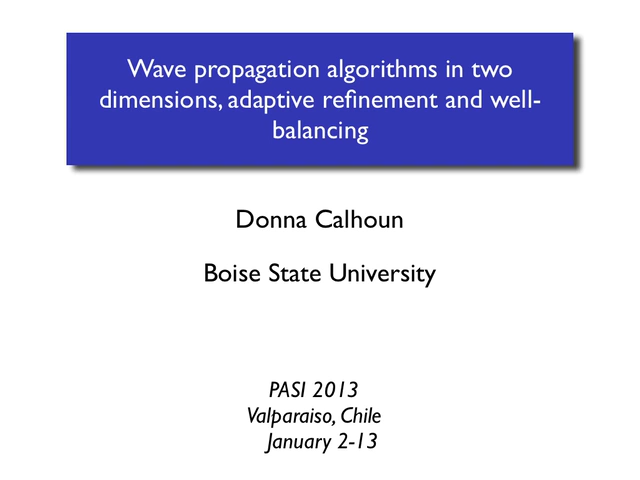 Wave propagation algorithms in two
dimensions, adaptive refinement and well-
balancing
Donna Calhoun
Boise State University
PASI 2013
Valparaiso, Chile
January 2-13